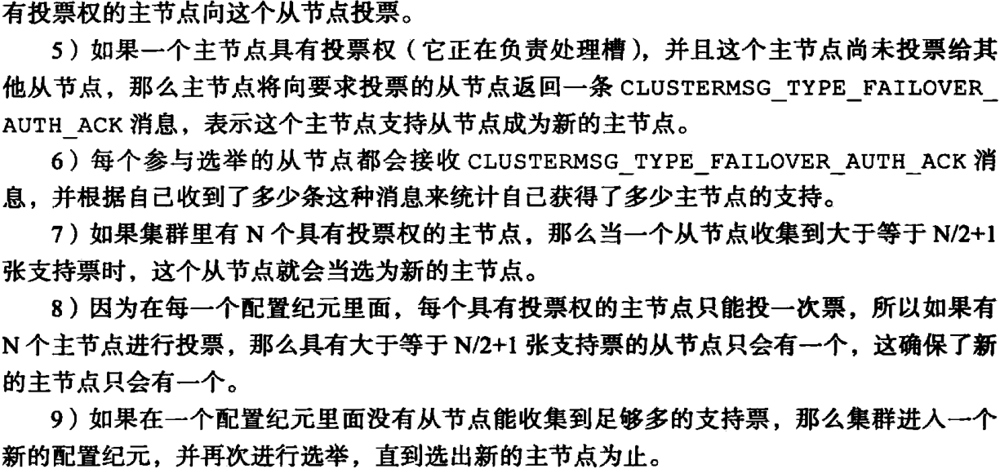 有投票权的主节点向这个从节点投票。
5）如果一个主节点具有投票权（它正在负责处理槽），并且这个主节点尚未投票给其
他从节点，那么主节点将向要求投票的从节点返回一条 CLUSTERMSG_TYPE_FAILOVER_
AUTH_ACK 消息，表示这个主节点支持从节点成为新的主节点。
6）每个参与选举的从节点都会接收 CLUSTERMSG_TYPE_FAILOVER_AUTH_ACK 消
息，并根据自己收到了多少条这种消息来统计自己获得了多少主节点的支持。
7）如果集群里有 N 个具有投票权的主节点，那么当一个从节点收集到大于等于 N/2+1
张支持票时，这个从节点就会当选为新的主节点。
8）因为在每一个配置纪元里面，每个具有投票权的主节点只能投一次票，所以如果有
N 个主节点进行投票，那么具有大于等于 N/2+1 张支持票的从节点只会有一个，这确保了新
的主节点只会有一个。
9）如果在一个配置纪元里面没有从节点能收集到足够多的支持票，那么集群进入一个
新的配置纪元，并再次进行选举，直到选出新的主节点为止。